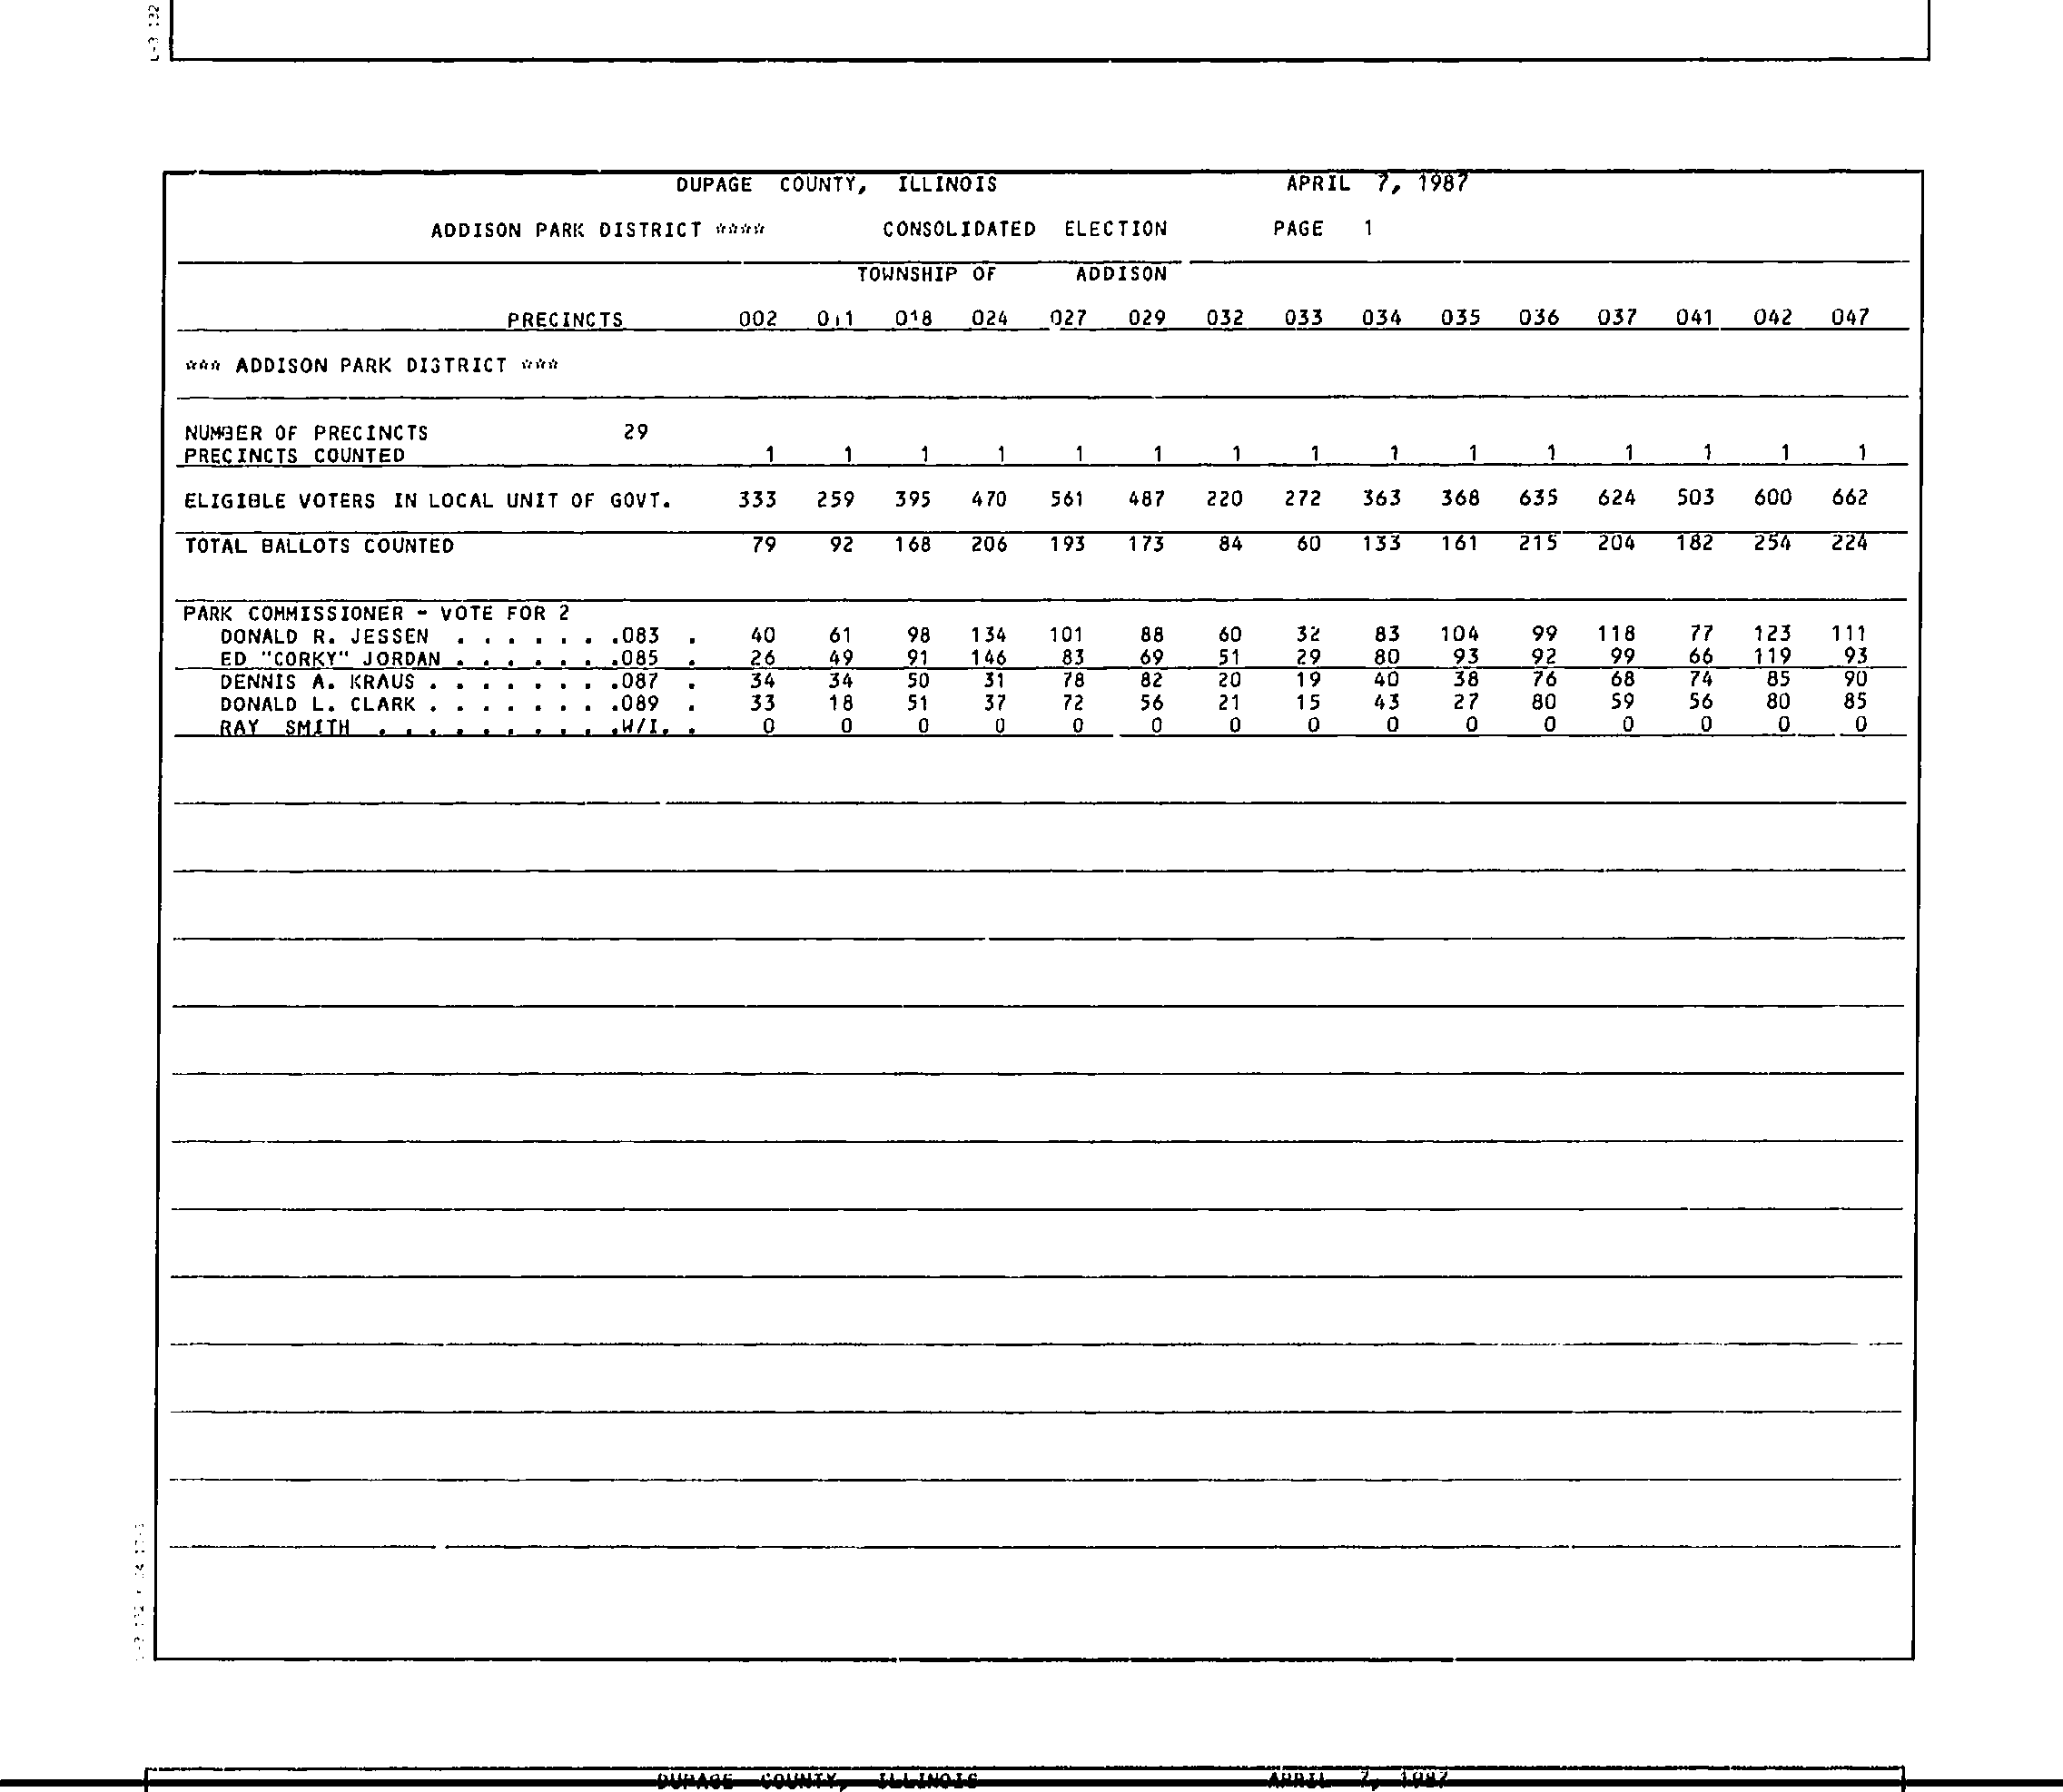 DUPAGE COUNTY, ILLINOIS APRIL 7, 1987
ADDISON PARK DISTRICT **** CONSOLIDATED ELECTION PAGE 1
TOWNSHIP OF ADDISON
PRECINCTS 002 011 018 024 027 029 032 033 034 035 036 037 041 042 047
*** ADDISON PARK DISTRICT ***
NUMBER OF PRECINCTS 29
PRECINCTS COUNTED 1 1 1 1 1 1 1 1 1 1 1 1 1 1 1
ELIGIBLE VOTERS IN LOCAL UNIT OF GOVT. 333 259 395 470 561 487 220 272 363 368 635 624 503 600 662
TOTAL BALLOTS COUNTED 79 92 168 206 193 173 84 60 133 161 215 204 182 254 224
PARK COMMISSIONER - VOTE FOR 2
DONALD R. JESSEN . . . . . . .083 . 40 61 98 134 101 88 60 32 83 104 99 118 77 123 111
ED "CORKY" JORDAN . . . . . . .085 . 26 49 91 146 83 69 51 29 80 93 92 99 66 119 93
DENNIS A. KRAUS . . . . . . . .087 . 34 34 50 31 78 82 20 19 40 38 76 68 74 85 90
DONALD L. CLARK . . . . . . . .089 . 33 18 51 37 72 56 21 15 43 27 80 59 56 80 85
RAY SMITH . . . . . . . . . .W/I. . 0 0 0 0 0 0 0 0 0 0 0 0 0 0 0
DUPAGE COUNTY, ILLINOIS APRIL 7, 1987